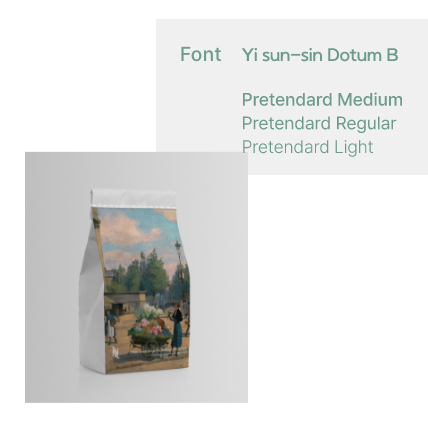 Font
Yi sun-sin Dotum B
Pretendard Medium
Pretendard Regular
Pretendard Light